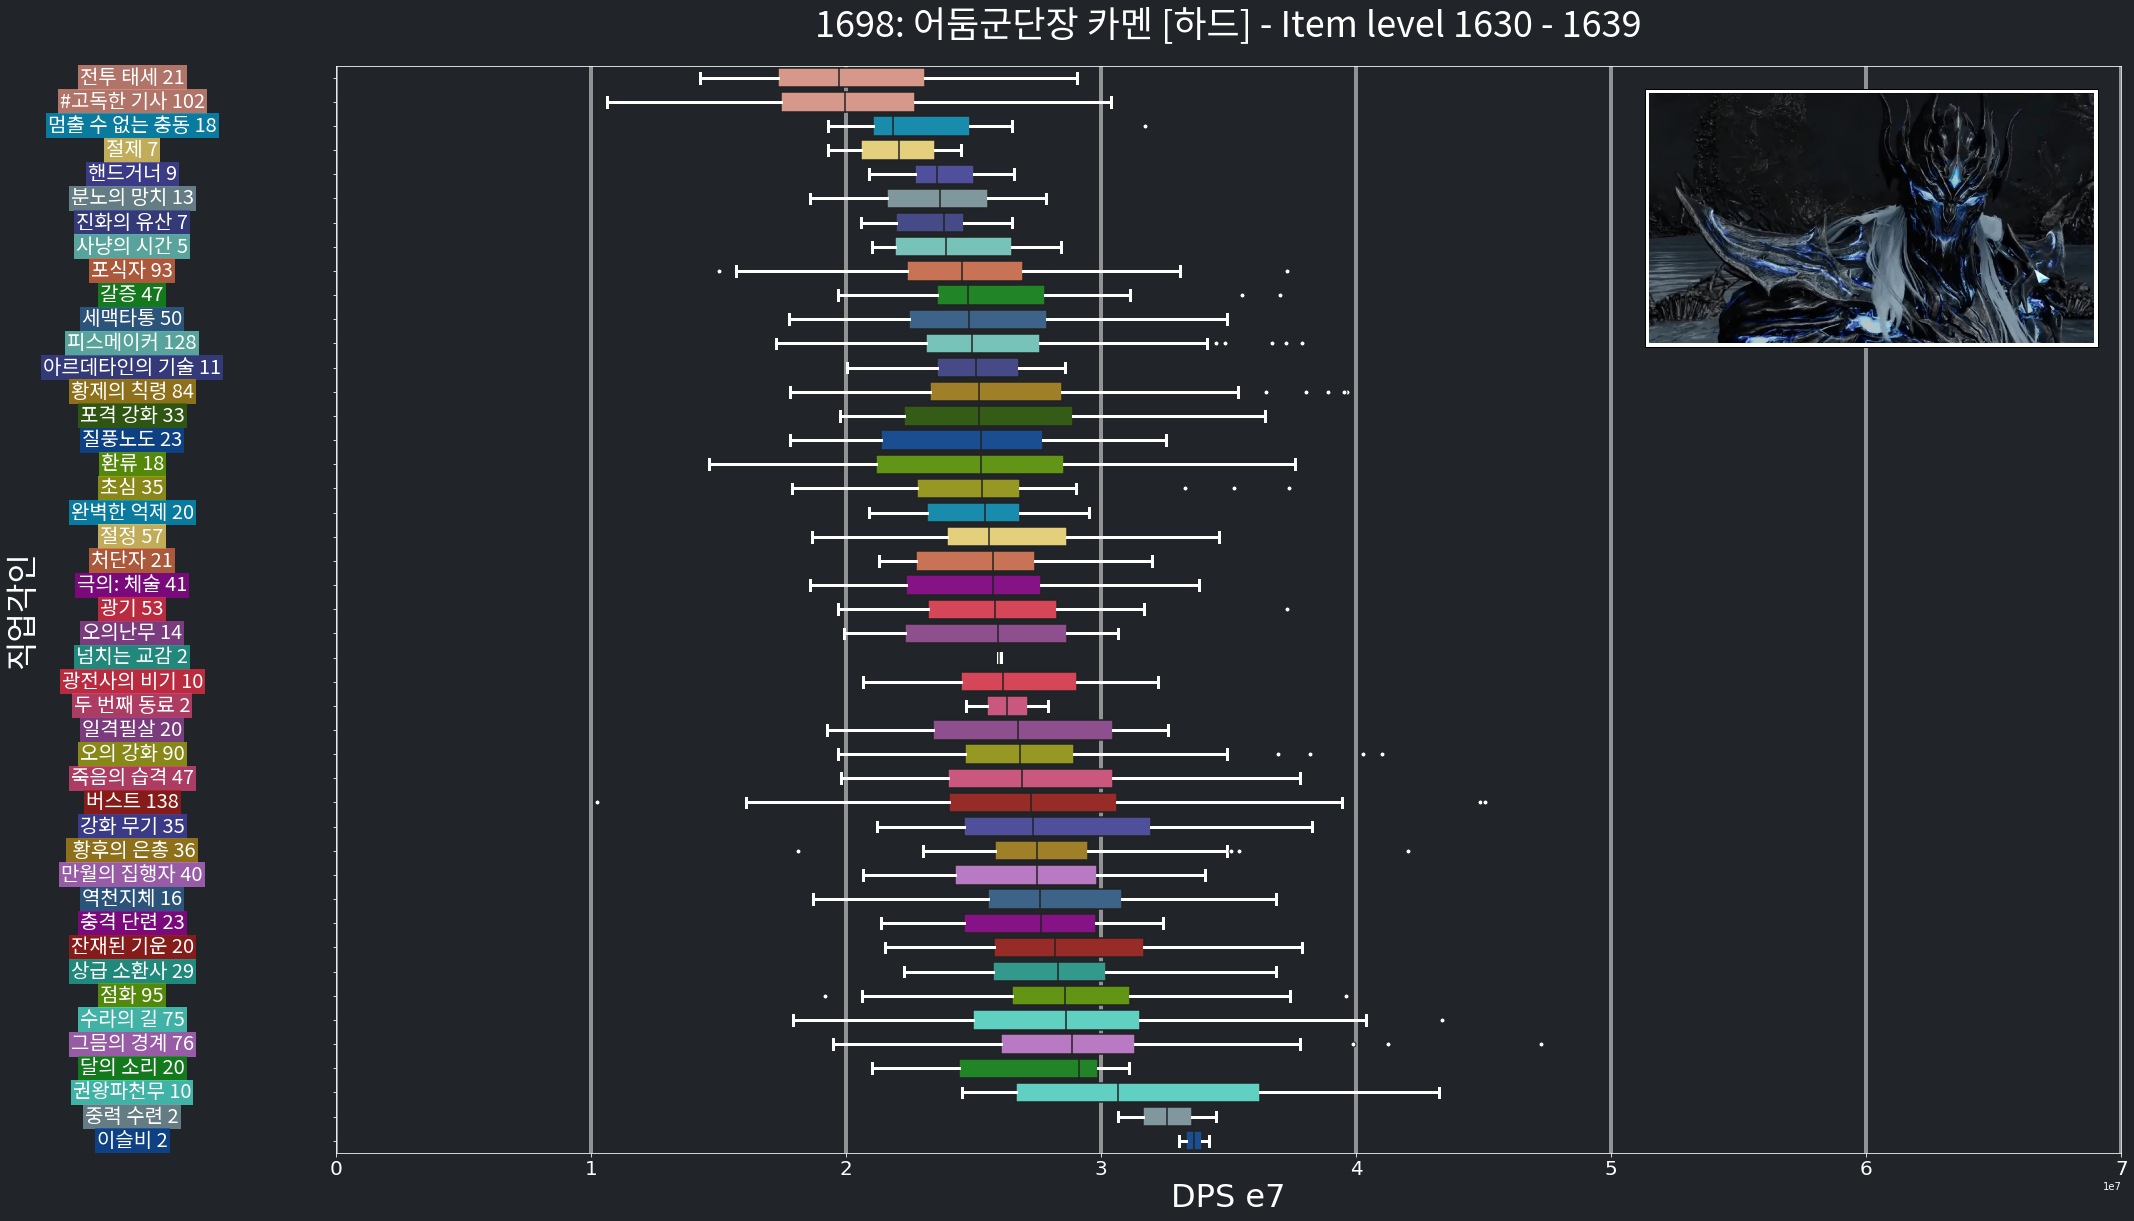 1698: 어둠군단장 카멘 [하드] - Item level 1630 - 1639
직업각인
전투 태세 21
#고독한 기사 102
멈출 수 없는 충동 18
절제 7
핸드거너 9
분노의 망치 13
진화의 유산 7
사냥의 시간 5
포식자 93
갈증 47
세맥타통 50
피스메이커 128
아르데타인의 기술 11
황제의 칙령 84
포격 강화 33
질풍노도 23
환류 18
초심 35
완벽한 억제 20
절정 57
처단자 21
극의: 체술 41
광기 53
오의난무 14
넘치는 교감 2
광전사의 비기 10
두 번째 동료 2
일격필살 20
오의 강화 90
죽음의 습격 47
버스트 138
강화 무기 35
황후의 은총 36
만월의 집행자 40
역천지체 16
충격 단련 23
잔재된 기운 20
상급 소환사 29
점화 95
수라의 길 75
그믐의 경계 76
달의 소리 20
권왕파천무 10
중력 수련 2
이슬비 2
0 1 2 3 4 5 6 7
1e7
DPS e7